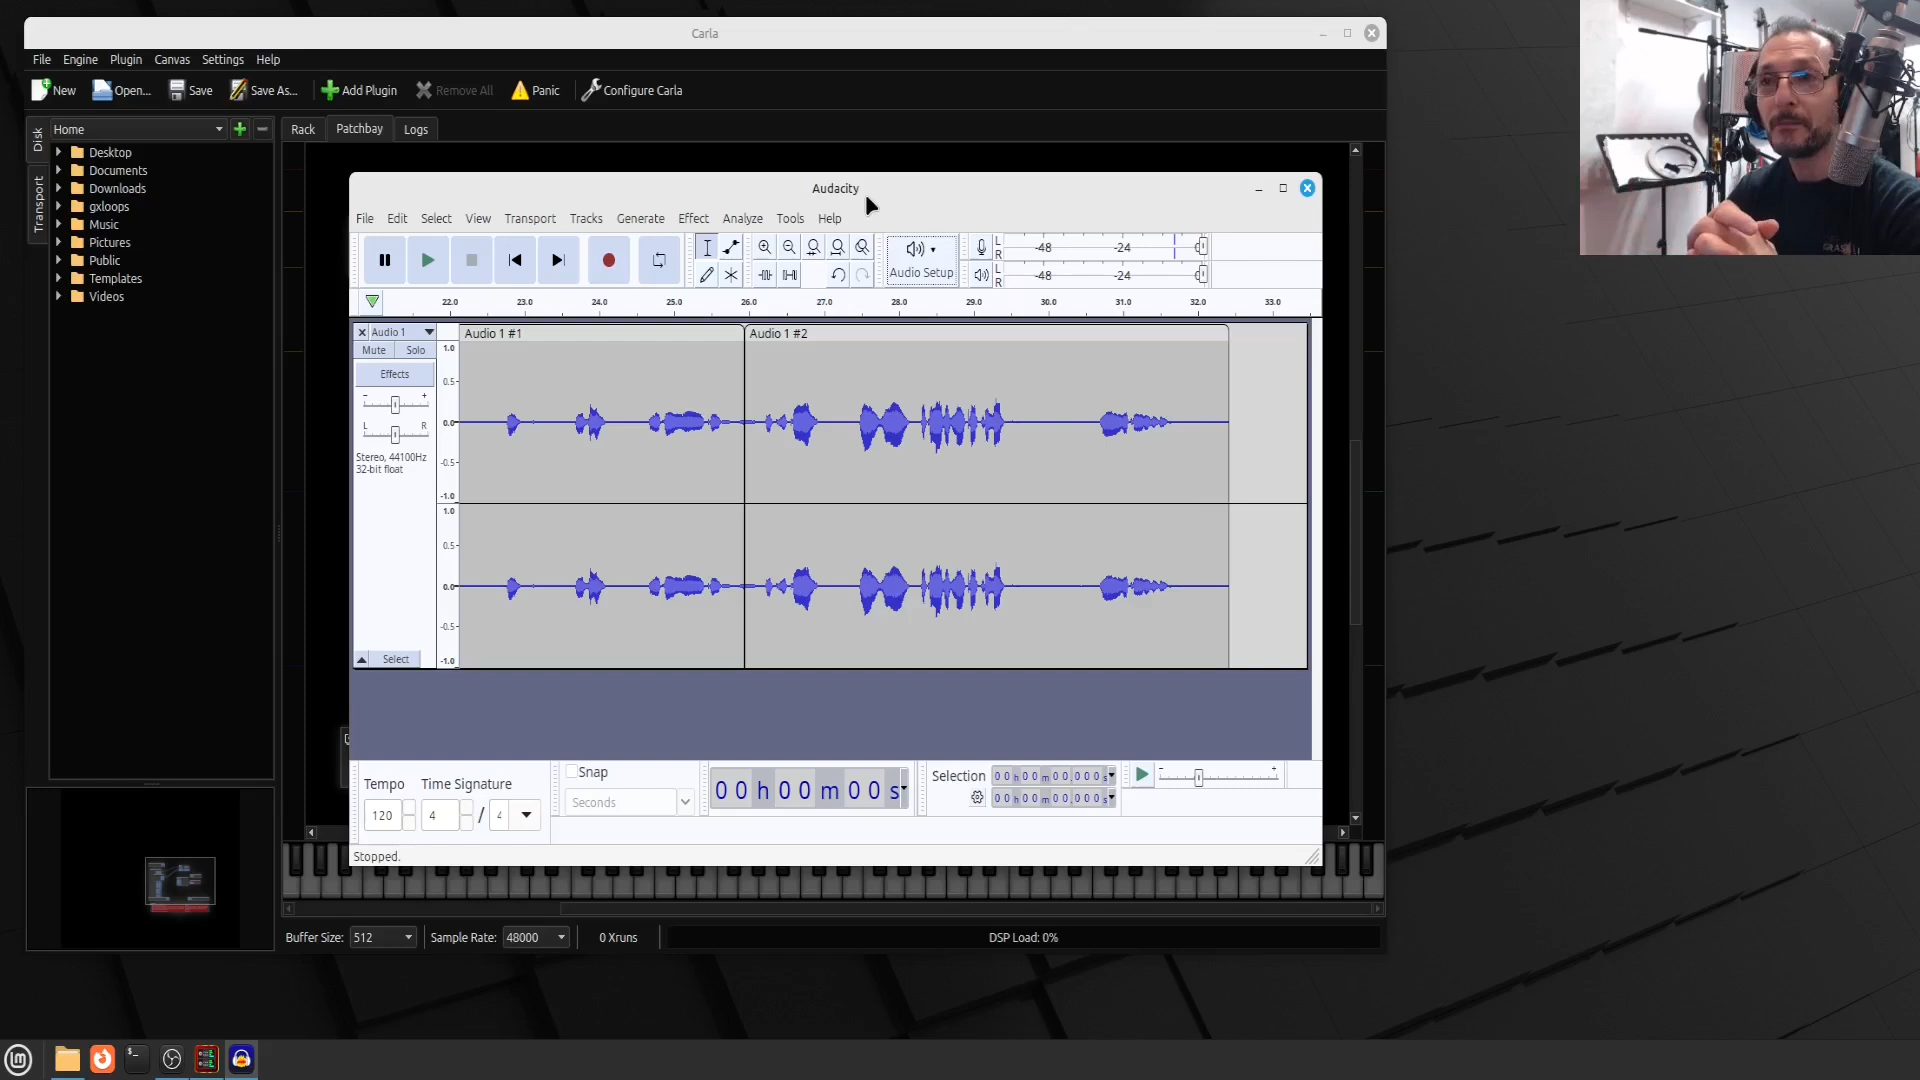 Carla
File Engine Plugin Canvas Settings Help
New Open... Save Save As... Add Plugin Remove All Panic Configure Carla
Disk
Transport
Home
Desktop
Documents
Downloads
gxloops
Music
Pictures
Public
Templates
Videos
Rack Patchbay Logs
Audacity
File Edit Select View Transport Tracks Generate Effect Analyze Tools Help
Audio Setup
L
R
-48 -24 0
L
R
-48 -24 0
22.0 23.0 24.0 25.0 26.0 27.0 28.0 29.0 30.0 31.0 32.0 33.0
Audio 1
Mute Solo
Effects
- +
L R
Stereo, 44100Hz
32-bit float
Select
Audio 1 #1
Audio 1 #2
1.0
0.5
0.0
-0.5
-1.0
1.0
0.5
0.0
-0.5
-1.0
Tempo Time Signature
120 4 / 4
Snap
Seconds
00h00m00s
Selection
00h00m00.000s
00h00m00.000s
- +
Stopped.
Buffer Size: 512 Sample Rate: 48000 0 Xruns DSP Load: 0%